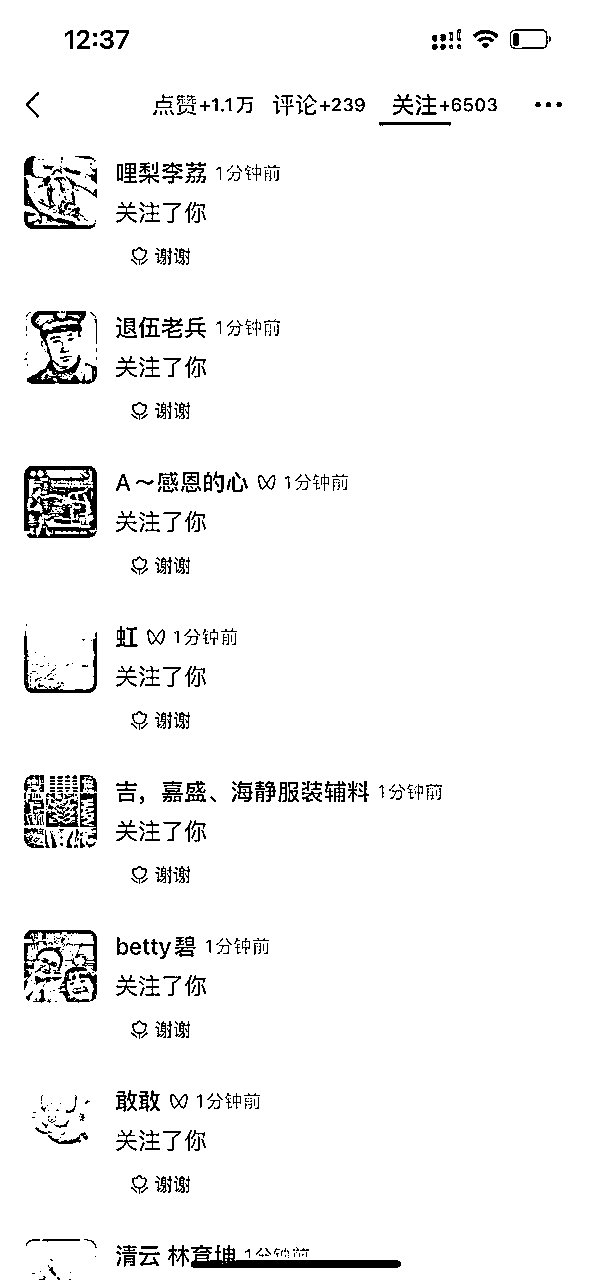 12:37
点赞+1.1万 评论+239 关注+6503
哩梨李荔 1分钟前
关注了你
谢谢
退伍老兵 1分钟前
关注了你
谢谢
A～感恩的心 1分钟前
关注了你
谢谢
虹 1分钟前
关注了你
谢谢
吉，嘉盛、海静服装辅料 1分钟前
关注了你
谢谢
betty碧 1分钟前
关注了你
谢谢
敢敢 1分钟前
关注了你
谢谢
清云 林育坤 1分钟前